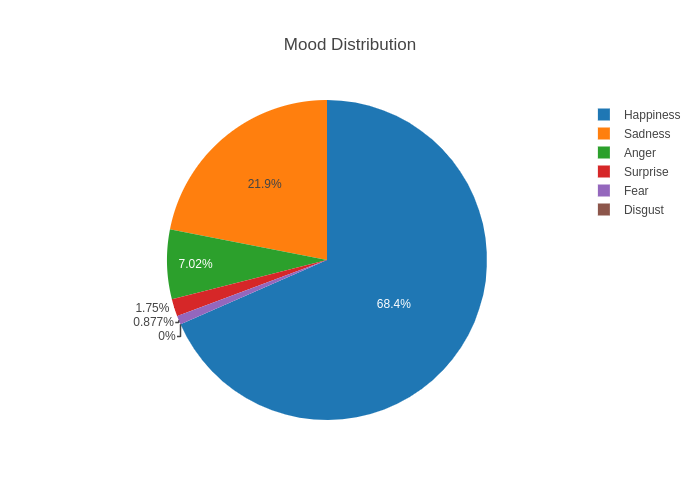 Mood Distribution
Happiness
Sadness
Anger
Surprise
Fear
Disgust
21.9%
7.02%
68.4%
1.75%
0.877%
0%